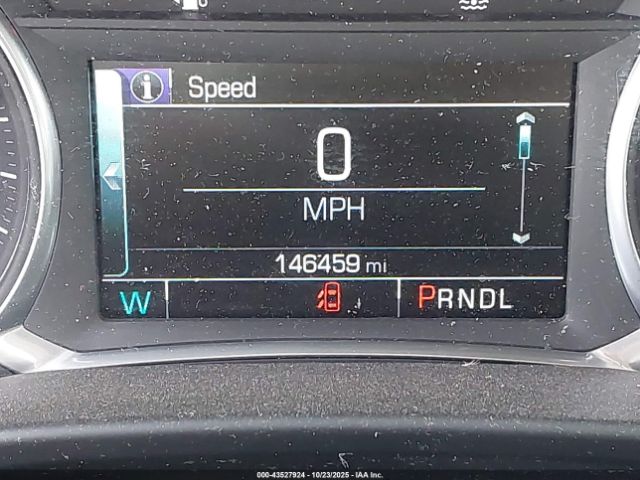 Speed
0
MPH
146459 mi
W
PRNDL
000-43527924 | 10/23/2025 | IAA Inc.